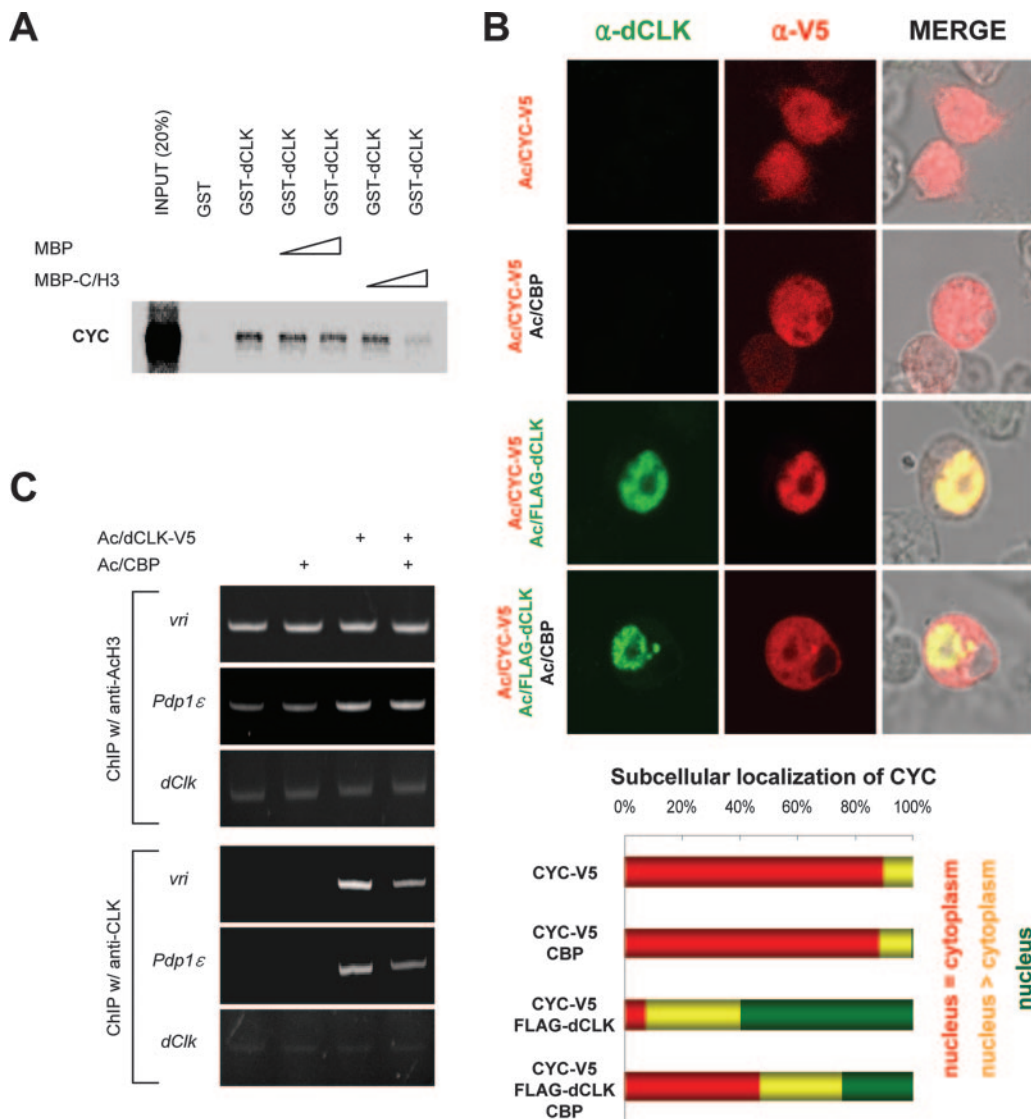 A
INPUT (20%)
GST
GST-dCLK
GST-dCLK
GST-dCLK
GST-dCLK
GST-dCLK
MBP
MBP-C/H3
CYC
B
α-dCLK
α-V5
MERGE
Ac/CYC-V5
Ac/CYC-V5
Ac/CBP
Ac/CYC-V5
Ac/FLAG-dCLK
Ac/CYC-V5
Ac/FLAG-dCLK
Ac/CBP
C
Ac/dCLK-V5 + +
Ac/CBP + +
ChIP w/ anti-AcH3
vri
Pdp1ε
dClk
ChIP w/ anti-CLK
vri
Pdp1ε
dClk
Subcellular localization of CYC
0% 20% 40% 60% 80% 100%
CYC-V5
CYC-V5
CBP
CYC-V5
FLAG-dCLK
CYC-V5
FLAG-dCLK
CBP
nucleus = cytoplasm
nucleus > cytoplasm
nucleus